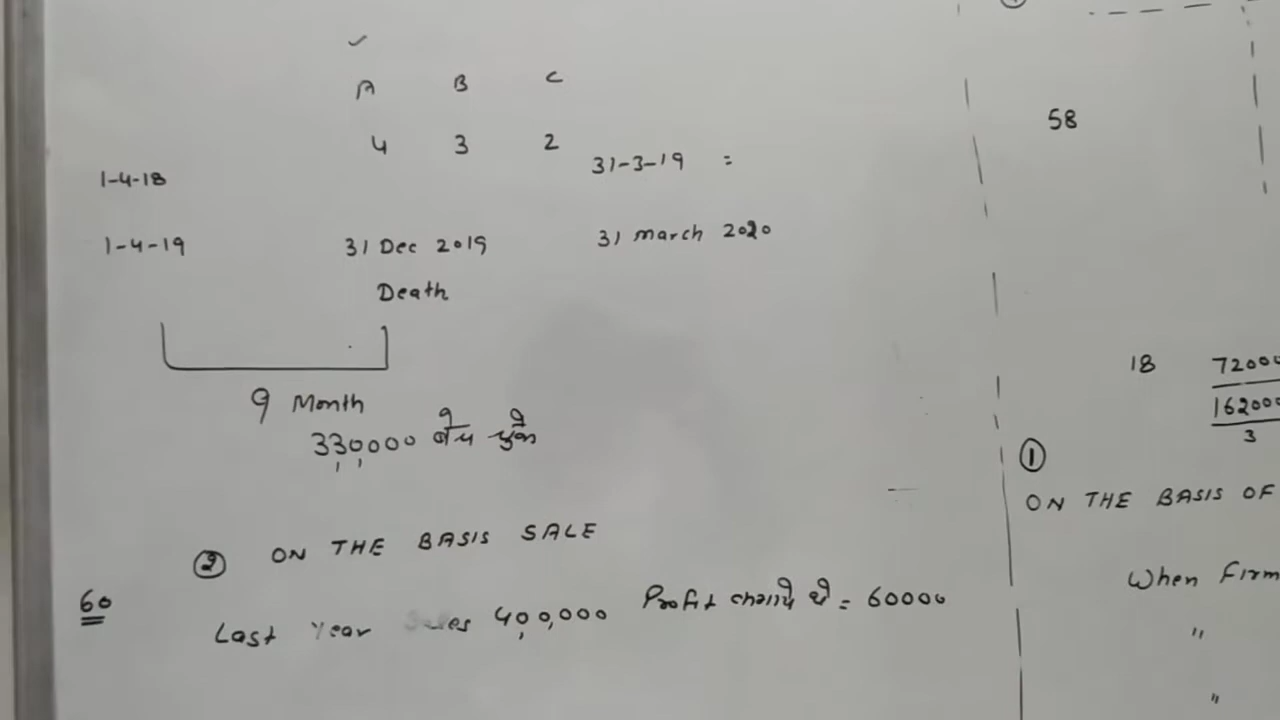 A B C
4 3 2
1-4-18 31-3-19 =
1-4-19 31 Dec 2019 31 march 2020
Death
9 Month
330000
② ON THE BASIS SALE
60
Last Year Sales 400,000 Profit = 60000
58
18 72000
162000
3
①
ON THE BASIS OF
When Firm
"
"